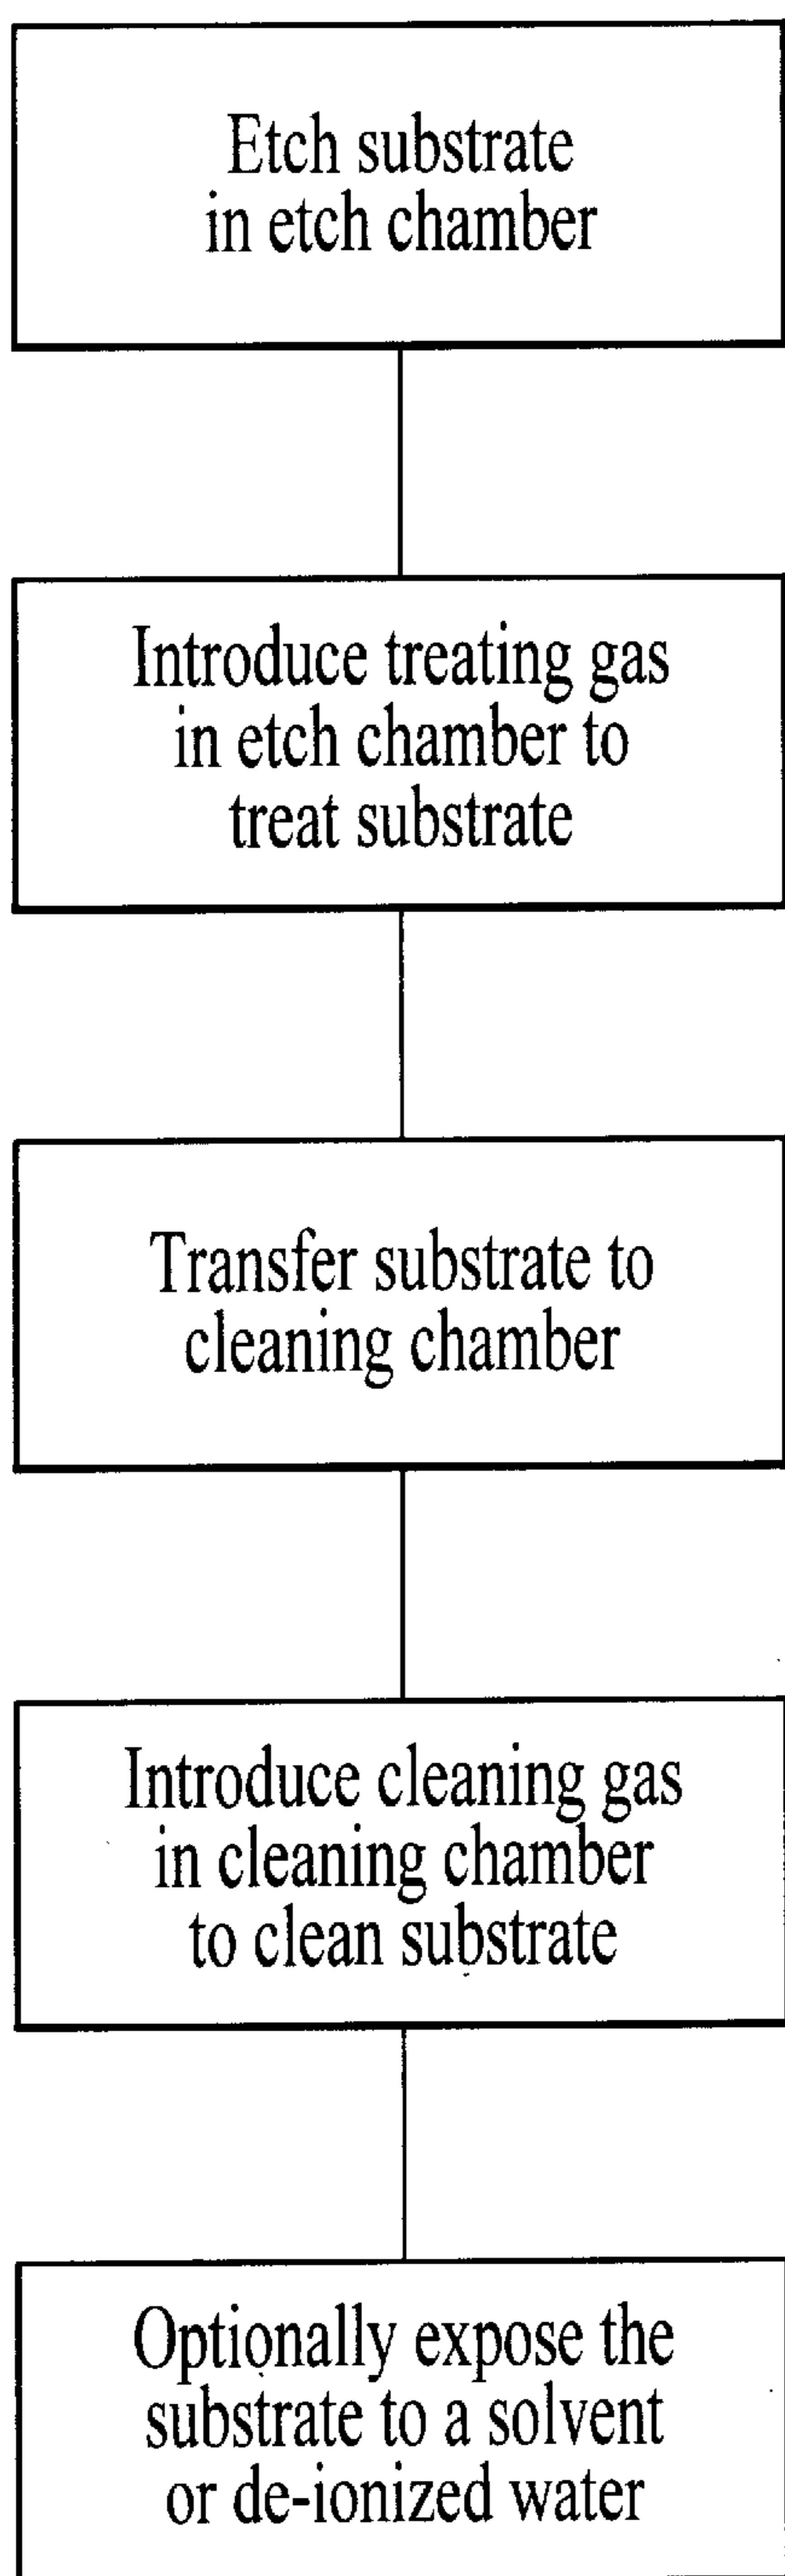 Etch substrate
in etch chamber
Introduce treating gas
in etch chamber to
treat substrate
Transfer substrate to
cleaning chamber
Introduce cleaning gas
in cleaning chamber
to clean substrate
Optionally expose the
substrate to a solvent
or de-ionized water